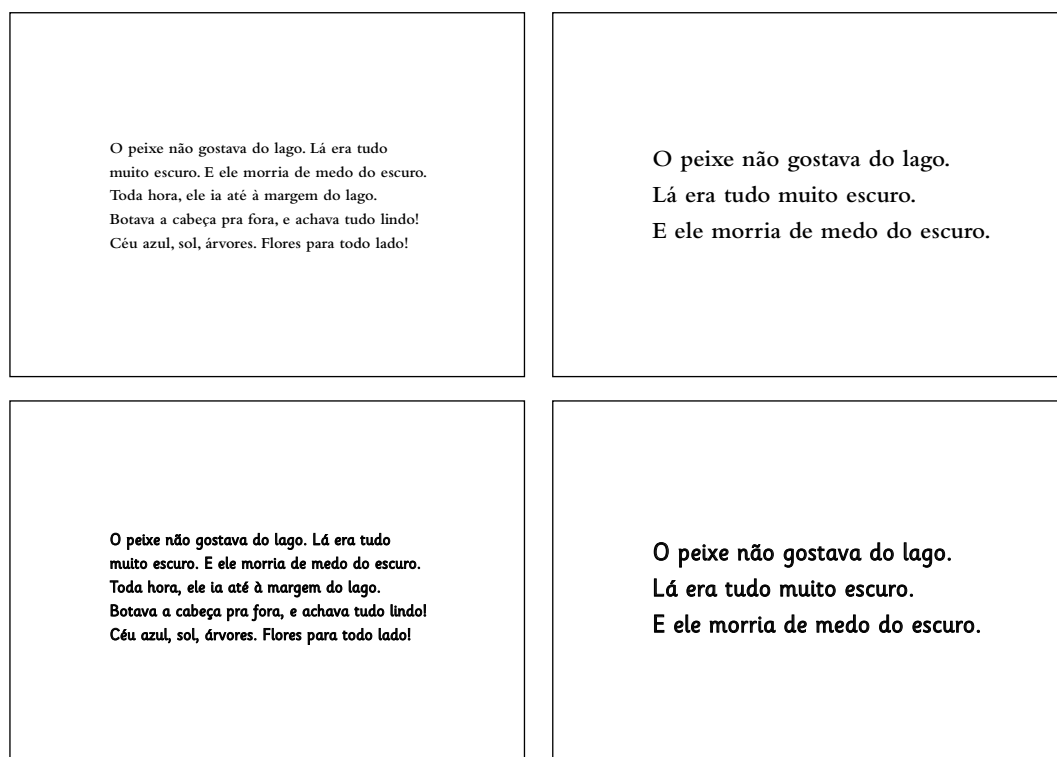 O peixe não gostava do lago. Lá era tudo
muito escuro. E ele morria de medo do escuro.
Toda hora, ele ia até à margem do lago.
Botava a cabeça pra fora, e achava tudo lindo!
Céu azul, sol, árvores. Flores para todo lado!
O peixe não gostava do lago.
Lá era tudo muito escuro.
E ele morria de medo do escuro.
O peixe não gostava do lago. Lá era tudo
muito escuro. E ele morria de medo do escuro.
Toda hora, ele ia até à margem do lago.
Botava a cabeça pra fora, e achava tudo lindo!
Céu azul, sol, árvores. Flores para todo lado!
O peixe não gostava do lago.
Lá era tudo muito escuro.
E ele morria de medo do escuro.